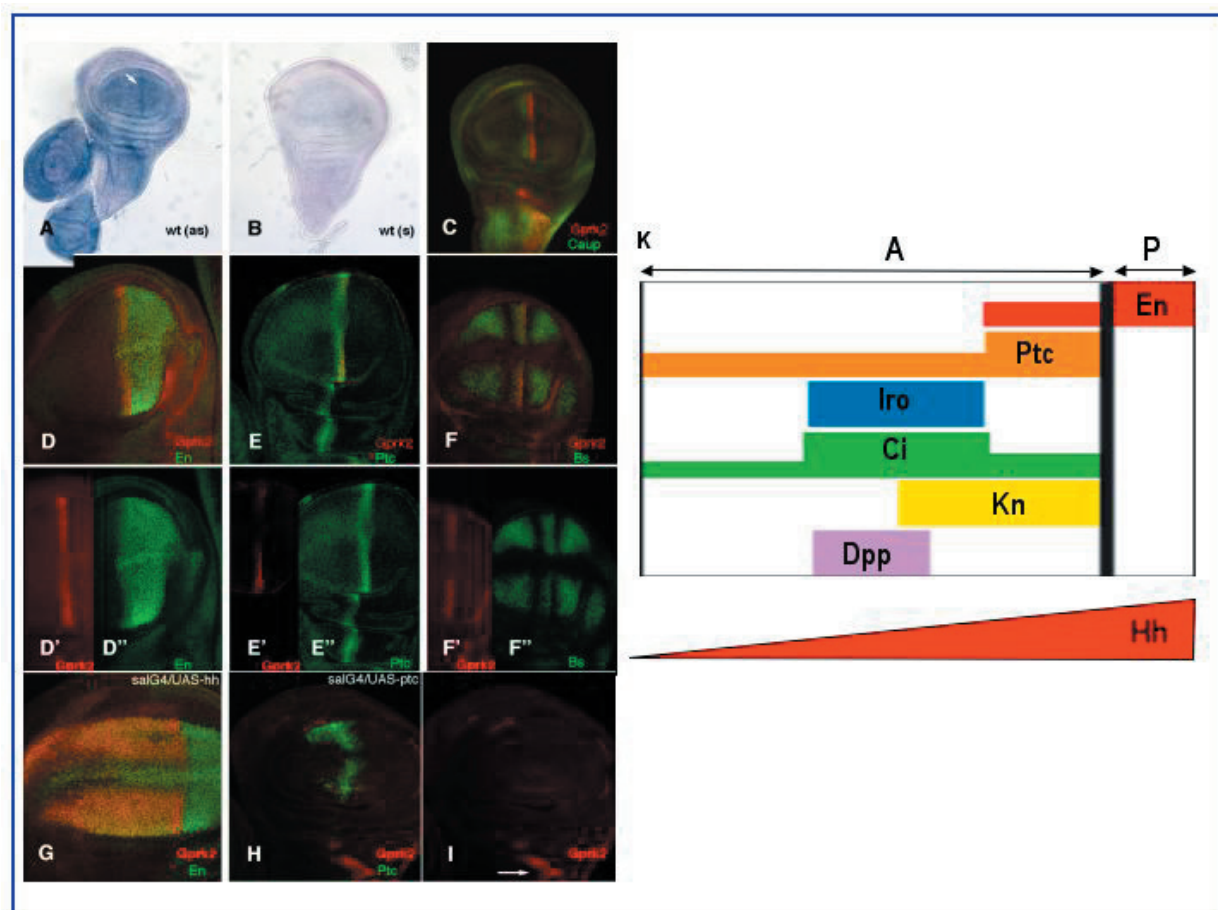 A
wt (as)
B
wt (s)
C
Gprk2
Caup
D
Gprk2
En
E
Gprk2
Ptc
F
Gprk2
Bs
D'
Gprk2
D"
En
E'
Gprk2
E"
Ptc
F'
Gprk2
F"
Bs
salG4/UAS-hh
G
Gprk2
En
salG4/UAS-ptc
H
Gprk2
Ptc
I
Gprk2
K
A
P
En
Ptc
Iro
Ci
Kn
Dpp
Hh